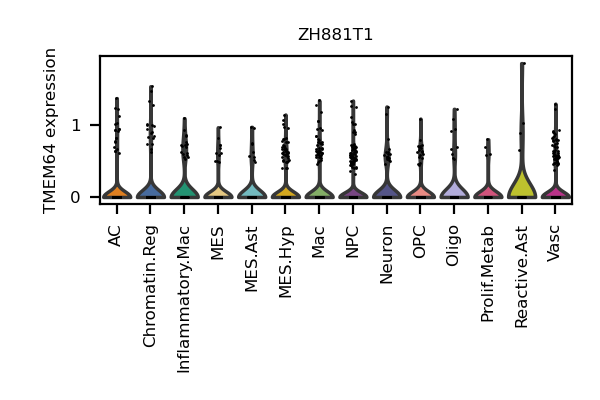 ZH881T1
TMEM64 expression
1
0
AC
Chromatin.Reg
Inflammatory.Mac
MES
MES.Ast
MES.Hyp
Mac
NPC
Neuron
OPC
Oligo
Prolif.Metab
Reactive.Ast
Vasc